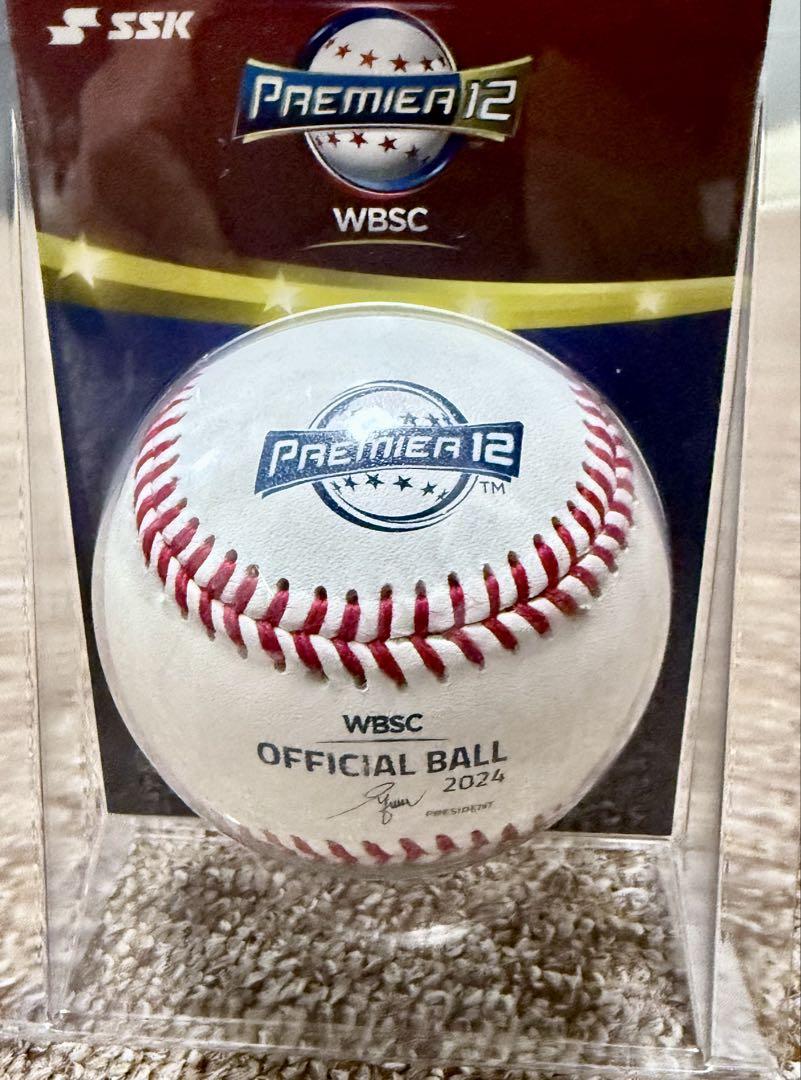 SSK
PREMIER 12
WBSC
PREMIER 12
TM
WBSC
OFFICIAL BALL
2024
PRESIDENT